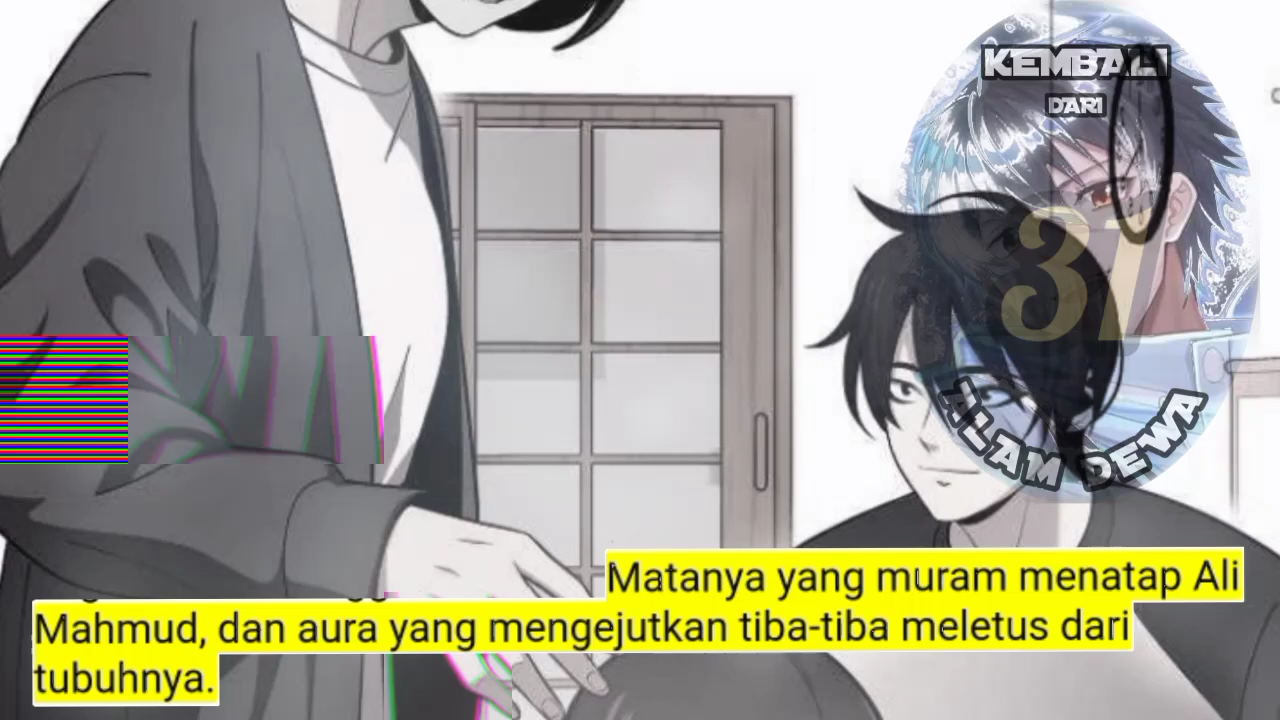 KEMBALI
DARI
31
ALAM DEWA
Matanya yang muram menatap Ali
Mahmud, dan aura yang mengejutkan tiba-tiba meletus dari
tubuhnya.